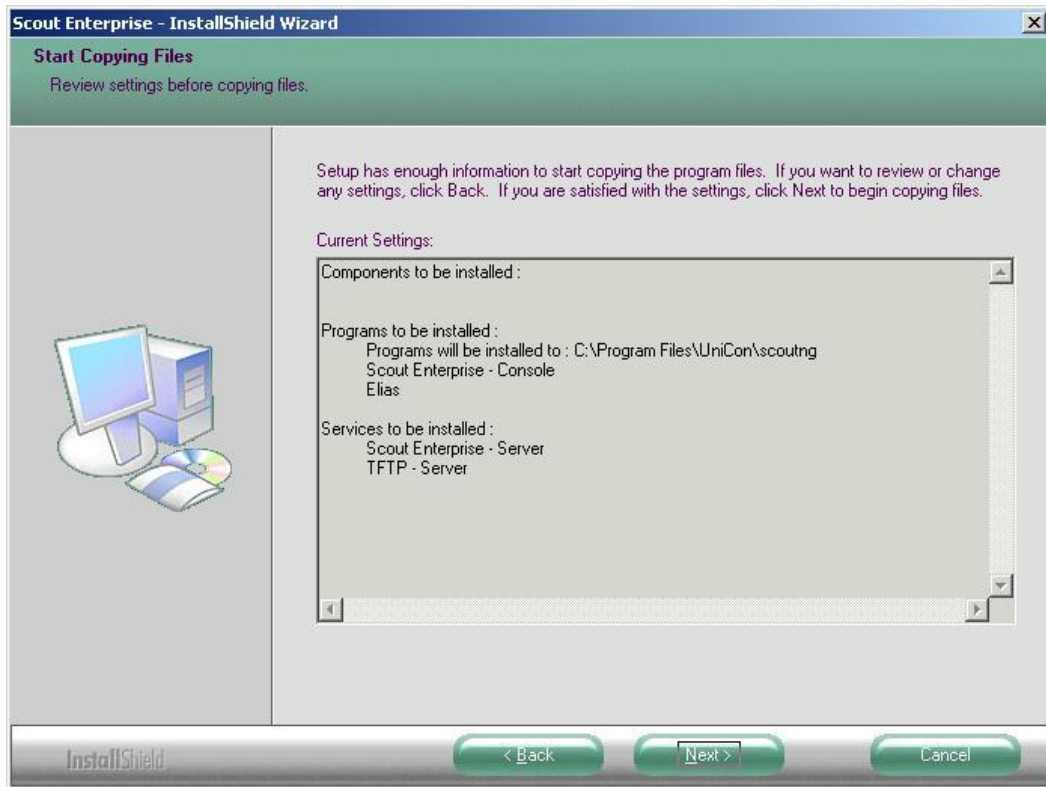 Scout Enterprise - InstallShield Wizard
Start Copying Files
Review settings before copying files.
Setup has enough information to start copying the program files. If you want to review or change
any settings, click Back. If you are satisfied with the settings, click Next to begin copying files.
Current Settings:
Components to be installed :
Programs to be installed :
Programs will be installed to : C:\Program Files\UniCon\scoutng
Scout Enterprise - Console
Elias
Services to be installed :
Scout Enterprise - Server
TFTP - Server
InstallShield
< Back
Next >
Cancel